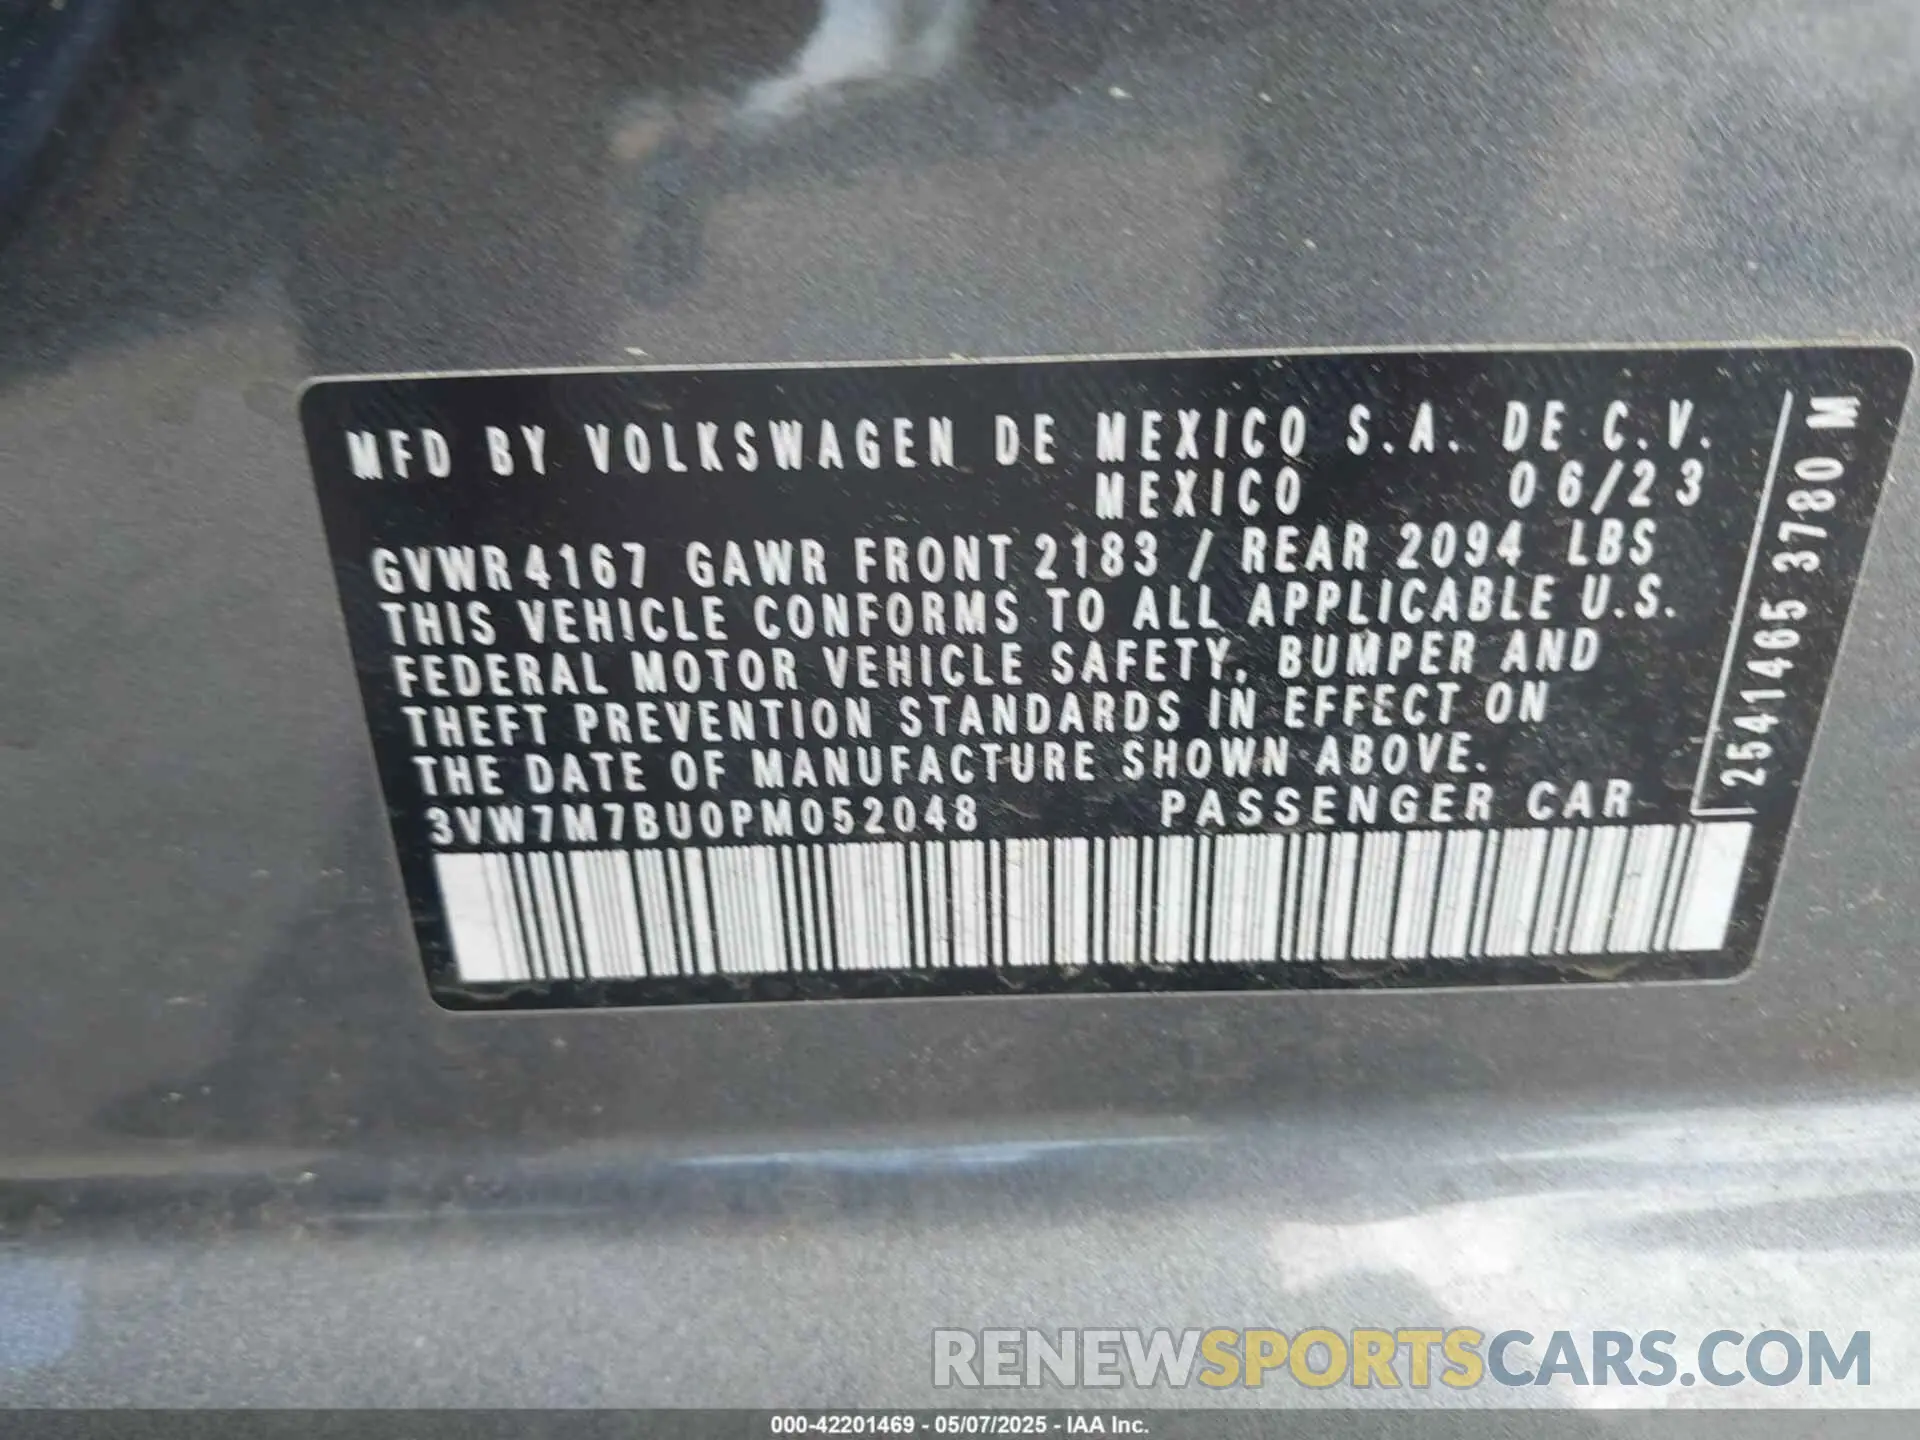 MFD BY VOLKSWAGEN DE MEXICO S.A. DE C.V.
MEXICO 06/23
GVWR 4167 GAWR FRONT 2183 / REAR 2094 LBS
THIS VEHICLE CONFORMS TO ALL APPLICABLE U.S.
FEDERAL MOTOR VEHICLE SAFETY, BUMPER AND
THEFT PREVENTION STANDARDS IN EFFECT ON
THE DATE OF MANUFACTURE SHOWN ABOVE.
3VW7M7BU0PM052048 PASSENGER CAR
2541465 3780 M
RENEWSPORTSCARS.COM
000-42201469 - 05/07/2025 - IAA Inc.